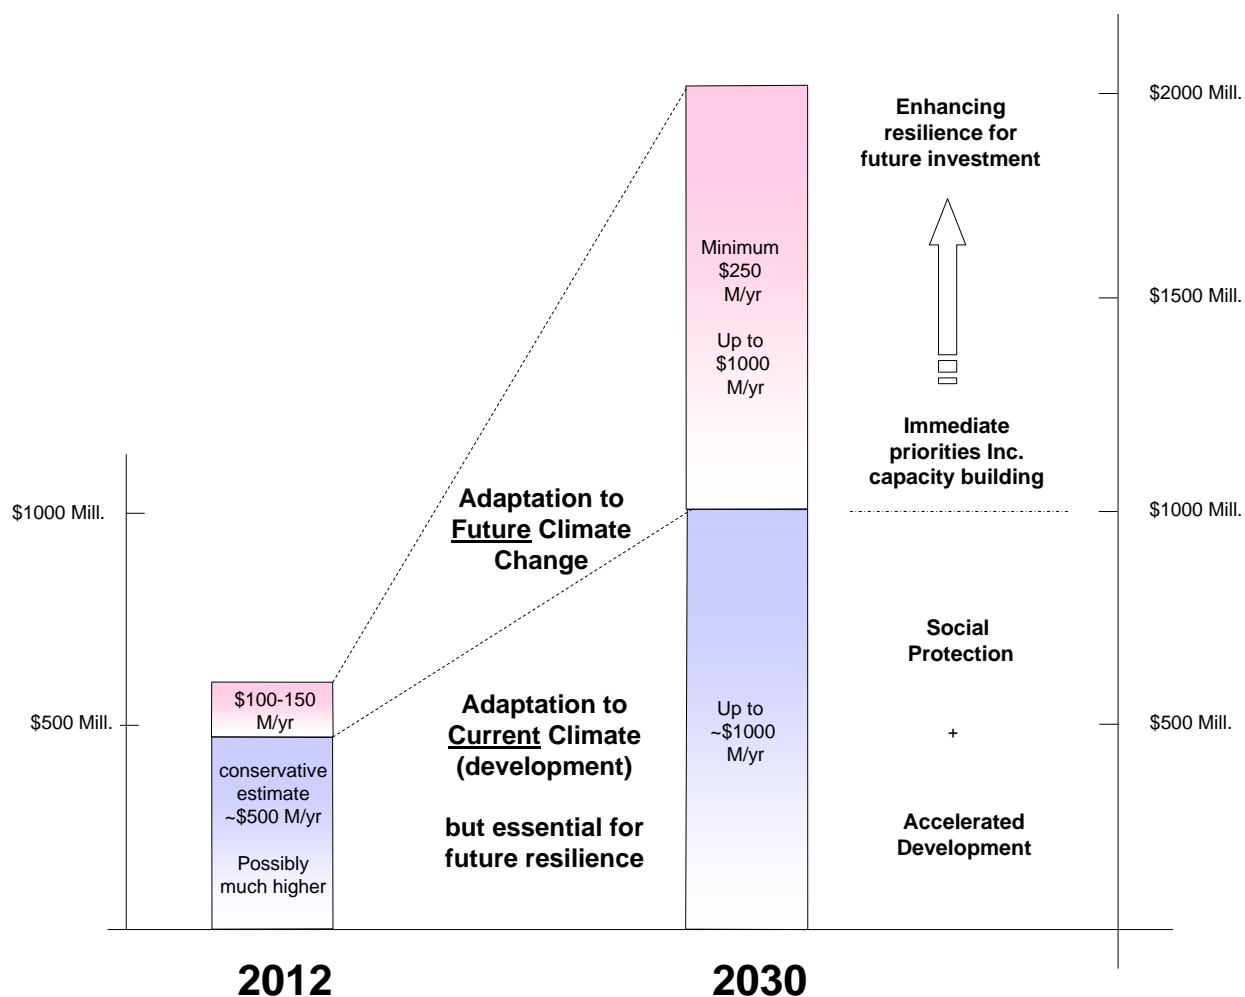 $1000 Mill.
$500 Mill.
$100-150
M/yr
conservative
estimate
~$500 M/yr
Possibly
much higher
Adaptation to
Future Climate
Change
Adaptation to
Current Climate
(development)
but essential for
future resilience
Minimum
$250
M/yr
Up to
$1000
M/yr
Up to
~$1000
M/yr
Enhancing
resilience for
future investment
Immediate
priorities Inc.
capacity building
Social
Protection
+
Accelerated
Development
$2000 Mill.
$1500 Mill.
$1000 Mill.
$500 Mill.
2012
2030